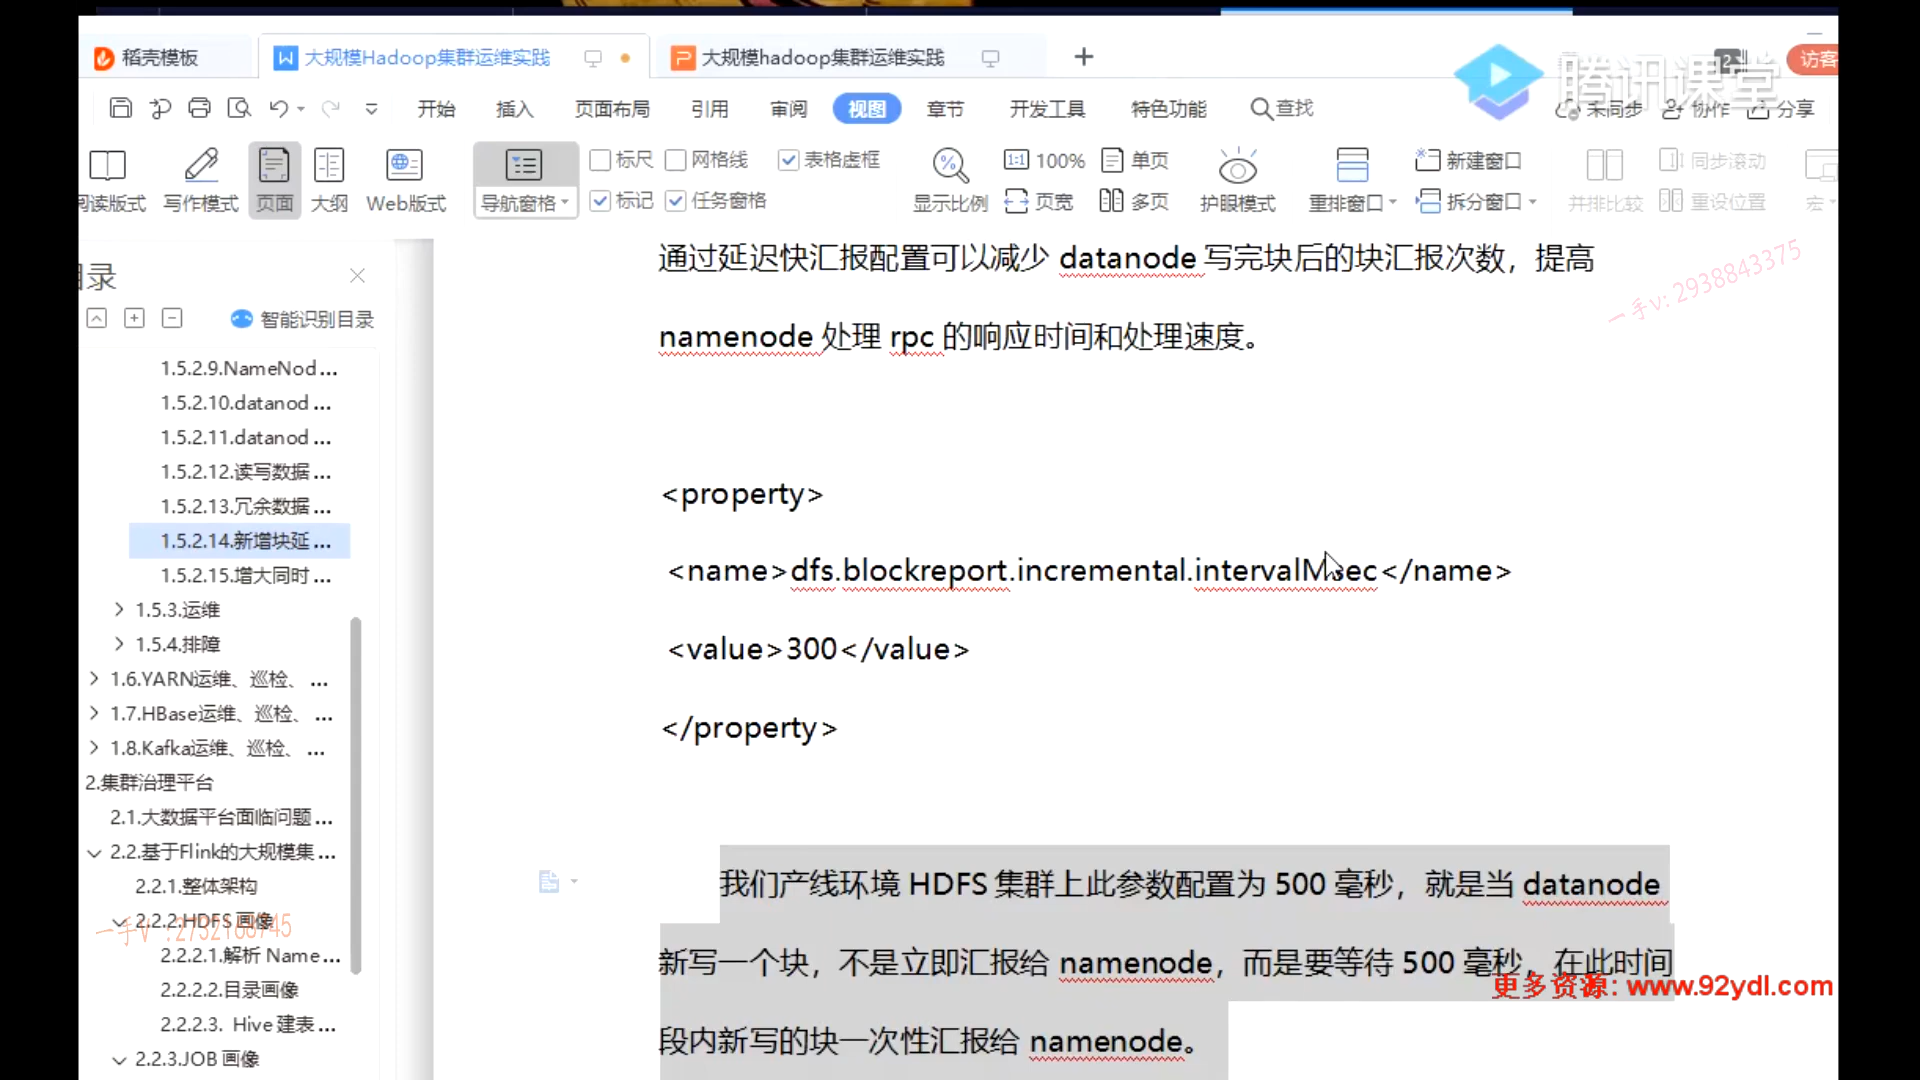 稻壳模板
大规模Hadoop集群运维实践
大规模hadoop集群运维实践
访客
腾讯课堂
开始 插入 页面布局 引用 审阅 视图 章节 开发工具 特色功能 查找
未同步 协作 分享
阅读版式 写作模式 页面 大纲 Web版式 导航窗格
标尺 网格线 表格虚框
标记 任务窗格
显示比例 100% 单页
页宽 多页
护眼模式 重排窗口 新建窗口
拆分窗口
并排比较 同步滚动
重设位置
宏
目录
智能识别目录
1.5.2.9.NameNod...
1.5.2.10.datanod ...
1.5.2.11.datanod ...
1.5.2.12.读写数据 ...
1.5.2.13.冗余数据 ...
1.5.2.14.新增块延 ...
1.5.2.15.增大同时 ...
1.5.3.运维
1.5.4.排障
1.6.YARN运维、巡检、 ...
1.7.HBase运维、巡检、 ...
1.8.Kafka运维、巡检、 ...
2.集群治理平台
2.1.大数据平台面临问题 ...
2.2.基于Flink的大规模集 ...
2.2.1.整体架构
2.2.2.HDFS 画像
2.2.2.1.解析 Name...
2.2.2.2.目录画像
2.2.2.3. Hive 建表...
2.2.3.JOB 画像
通过延迟快汇报配置可以减少 datanode 写完块后的块汇报次数，提高
namenode 处理 rpc 的响应时间和处理速度。
<property>
<name>dfs.blockreport.incremental.intervalMsec</name>
<value>300</value>
</property>
我们产线环境 HDFS 集群上此参数配置为 500 毫秒，就是当 datanode
新写一个块，不是立即汇报给 namenode，而是要等待 500 毫秒，在此时间
段内新写的块一次性汇报给 namenode。
一手v: 2938843375
更多资源: www.92ydl.com